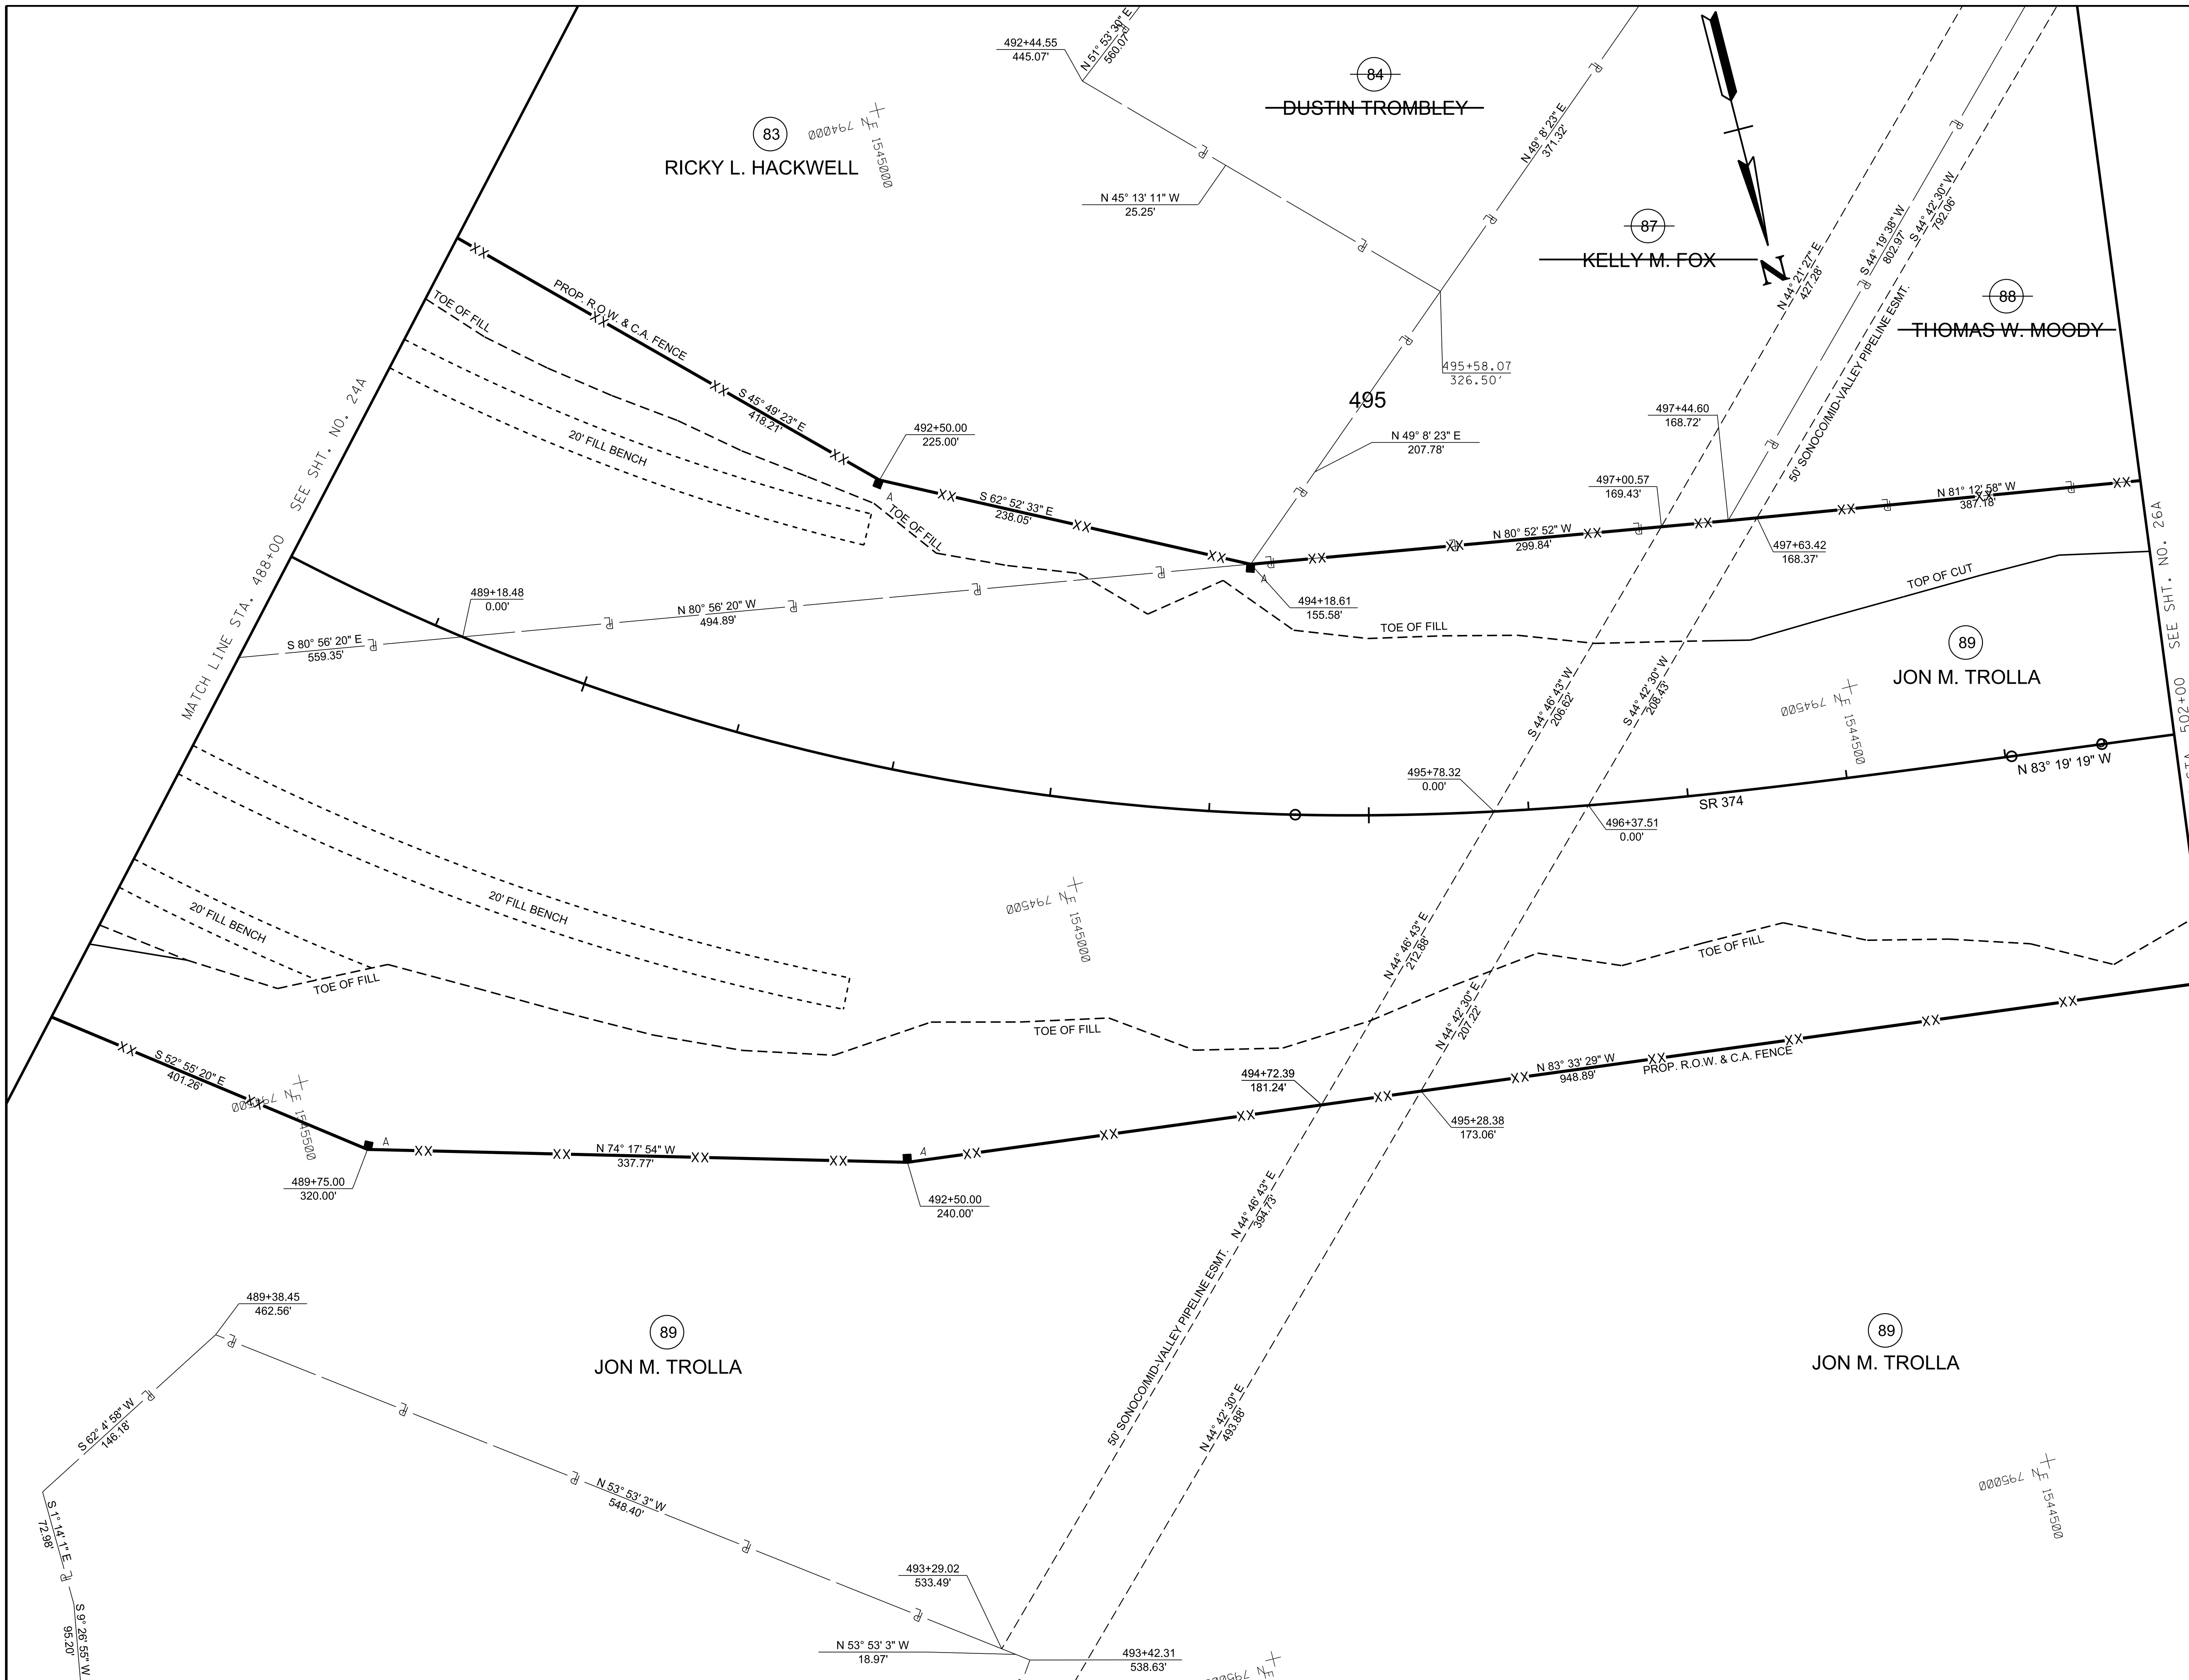 492+44.55
445.07'
N 51° 53' 30" E
560.07'
84
DUSTIN TROMBLEY
83
RICKY L. HACKWELL
N 794000
E 1545000
N 45° 13' 11" W
25.25'
N 49° 8' 23" E
371.32'
87
KELLY M. FOX
N
N 44° 21' 27" E
427.28'
S 44° 19' 38" W
802.97'
S 44° 42' 30" W
792.06'
50' SONOCO/MID-VALLEY PIPELINE ESMT.
88
THOMAS W. MOODY
PROP. R.O.W. & C.A. FENCE
TOE OF FILL
S 45° 49' 23" E
418.21'
20' FILL BENCH
MATCH LINE STA. 488+00 SEE SHT. NO. 24A
492+50.00
225.00'
A
TOE OF FILL
S 62° 52' 33" E
238.05'
495+58.07
326.50'
495
N 49° 8' 23" E
207.78'
497+44.60
168.72'
497+00.57
169.43'
N 80° 52' 52" W
299.84'
N 81° 12' 58" W
387.18'
497+63.42
168.37'
SEE SHT. NO. 26A
502+00
TOP OF CUT
489+18.48
0.00'
S 80° 56' 20" E
559.35'
N 80° 56' 20" W
494.89'
A
494+18.61
155.58'
TOE OF FILL
89
JON M. TROLLA
N 794500
E 1544500
S 44° 46' 43" W
206.62'
S 44° 42' 30" W
208.43'
495+78.32
0.00'
496+37.51
0.00'
SR 374
N 83° 19' 19" W
20' FILL BENCH
20' FILL BENCH
TOE OF FILL
N 794500
E 1545000
N 44° 46' 43" E
212.88'
N 44° 42' 30" E
207.22'
TOE OF FILL
TOE OF FILL
S 52° 55' 20" E
401.26'
N 794500
E 1545500
494+72.39
181.24'
N 83° 33' 29" W
948.89'
PROP. R.O.W. & C.A. FENCE
495+28.38
173.06'
A
N 74° 17' 54" W
337.77'
A
489+75.00
320.00'
492+50.00
240.00'
N 44° 46' 43" E
394.73'
50' SONOCO/MID-VALLEY PIPELINE ESMT.
N 44° 42' 30" E
493.88'
489+38.45
462.56'
89
JON M. TROLLA
89
JON M. TROLLA
S 62° 4' 58" W
146.18'
N 53° 53' 3" W
548.40'
S 1° 14' 1" E
72.98'
S 9° 26' 55" W
95.20'
N 795000
E 1544500
493+29.02
533.49'
N 53° 53' 3" W
18.97'
493+42.31
538.63'